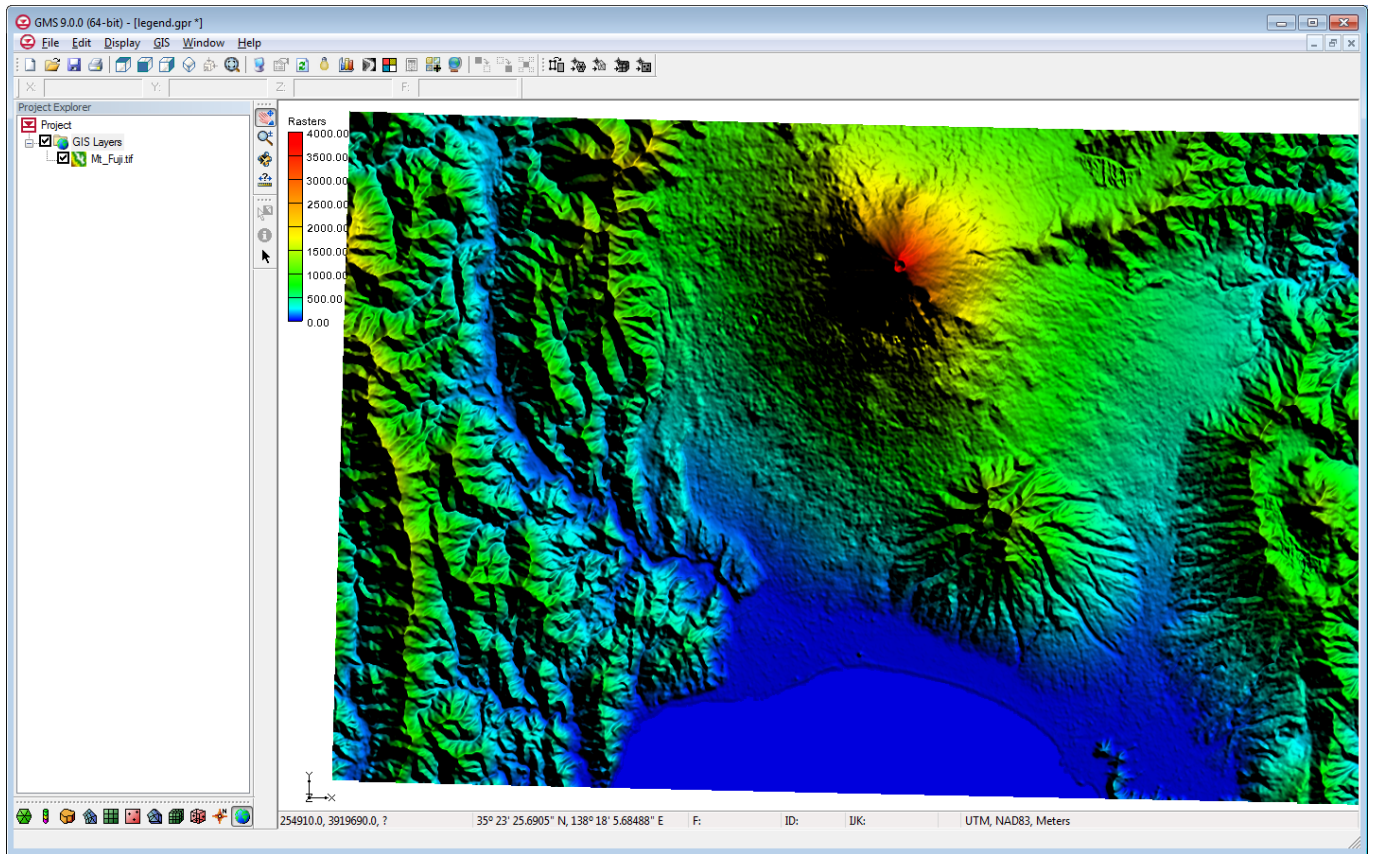 GMS 9.0.0 (64-bit) - [legend.gpr *]
File Edit Display GIS Window Help
X: Y: Z: F:
Project Explorer
Project
GIS Layers
Mt_Fuji.tif
Rasters
4000.00
3500.00
3000.00
2500.00
2000.00
1500.00
1000.00
500.00
0.00
Y
Z X
254910.0, 3919690.0, ? 35° 23' 25.6905" N, 138° 18' 5.68488" E F: ID: IJK: UTM, NAD83, Meters